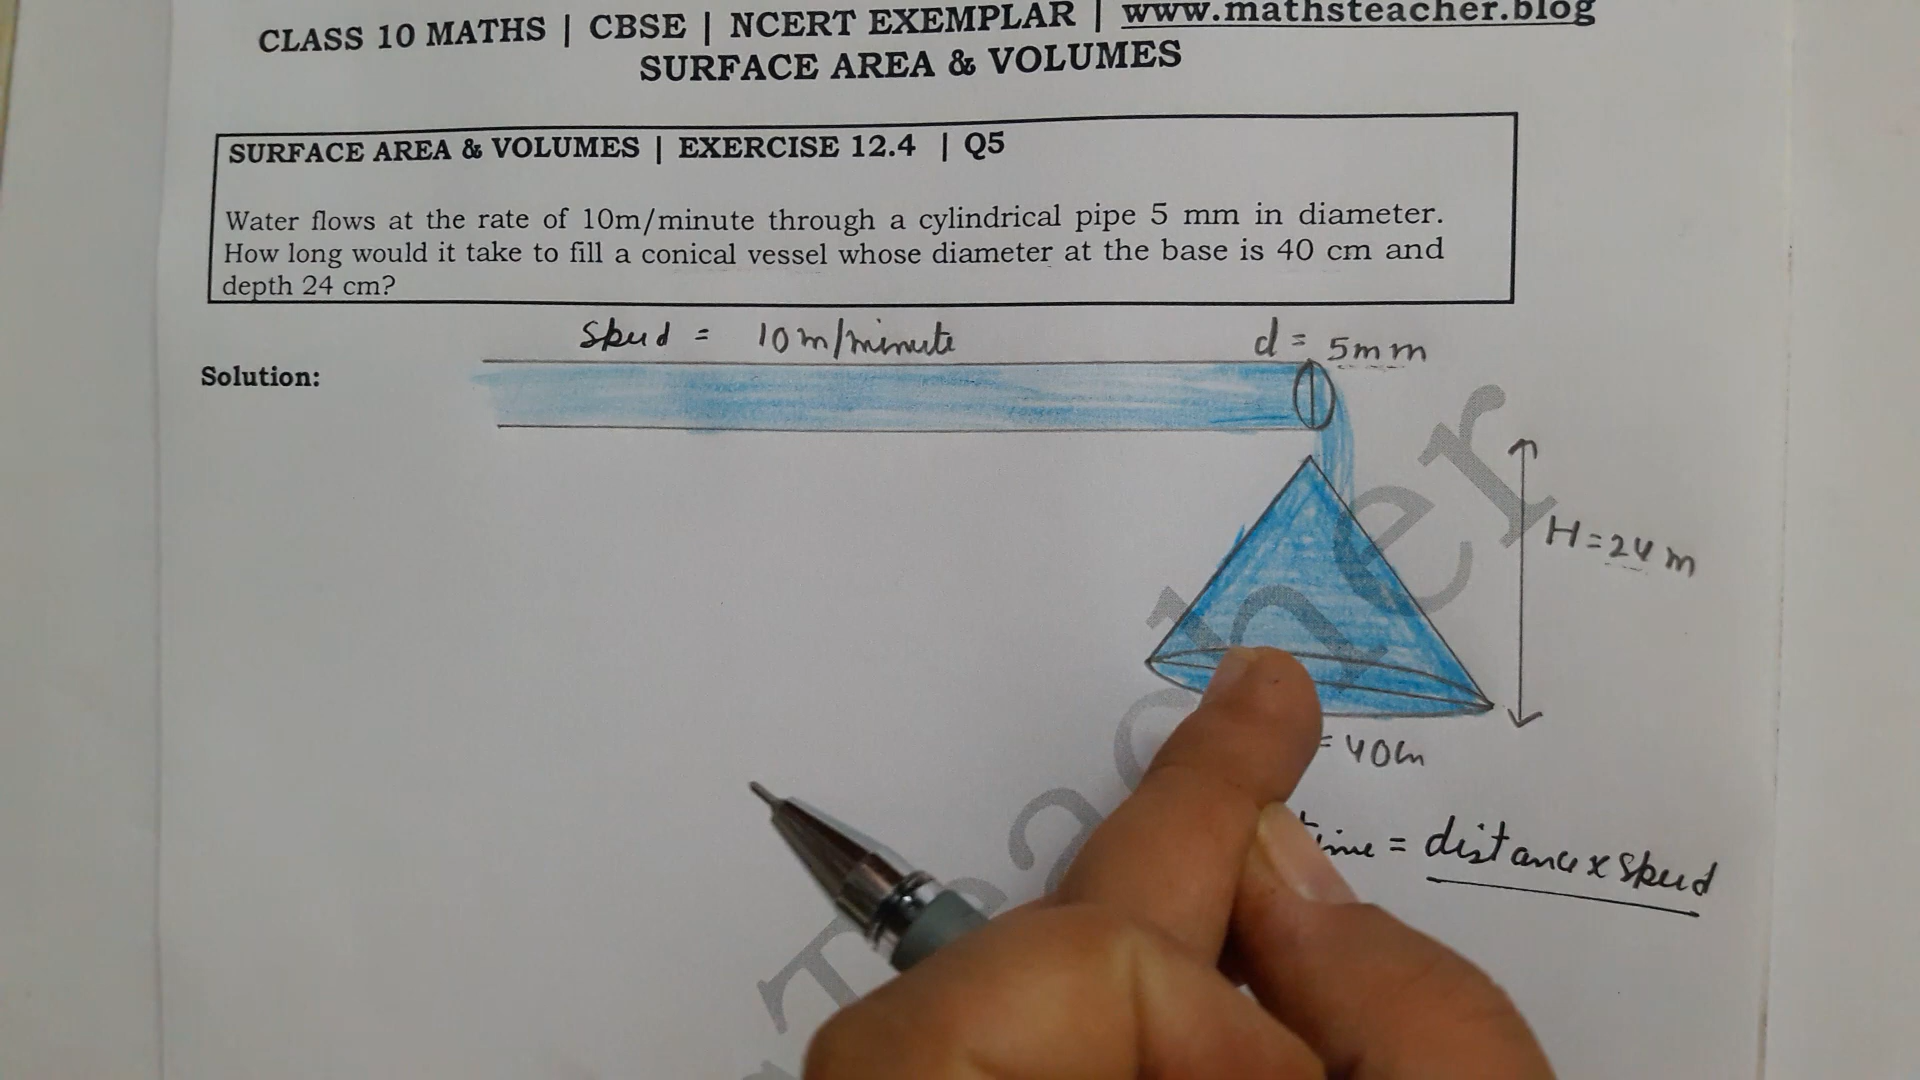 CLASS 10 MATHS | CBSE | NCERT EXEMPLAR | www.mathsteacher.blog
SURFACE AREA & VOLUMES
SURFACE AREA & VOLUMES | EXERCISE 12.4 | Q5
Water flows at the rate of 10m/minute through a cylindrical pipe 5 mm in diameter.
How long would it take to fill a conical vessel whose diameter at the base is 40 cm and
depth 24 cm?
Speed = 10m/minute
d = 5mm
Solution:
H = 24 m
= 40cm
time = distance x speed